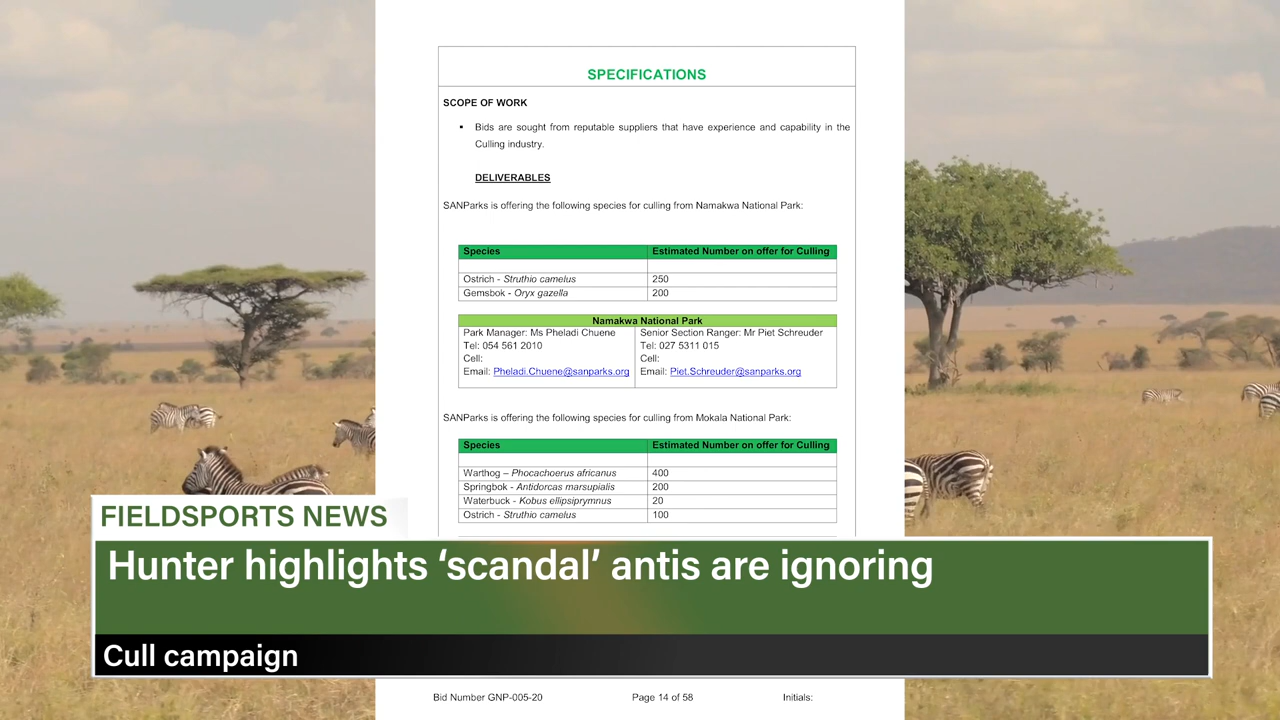 SPECIFICATIONS
SCOPE OF WORK
▪ Bids are sought from reputable suppliers that have experience and capability in the
Culling industry.
DELIVERABLES
SANParks is offering the following species for culling from Namakwa National Park:
Species Estimated Number on offer for Culling
Ostrich - Struthio camelus 250
Gemsbok - Oryx gazella 200
Namakwa National Park
Park Manager: Ms Pheladi Chuene Senior Section Ranger: Mr Piet Schreuder
Tel: 054 561 2010 Tel: 027 5311 015
Cell: Cell:
Email: Pheladi.Chuene@sanparks.org Email: Piet.Schreuder@sanparks.org
SANParks is offering the following species for culling from Mokala National Park:
Species Estimated Number on offer for Culling
Warthog – Phocachoerus africanus 400
Springbok - Antidorcas marsupialis 200
Waterbuck - Kobus ellipsiprymnus 20
Ostrich - Struthio camelus 100
FIELDSPORTS NEWS
Hunter highlights ‘scandal’ antis are ignoring
Cull campaign
Bid Number GNP-005-20 Page 14 of 58 Initials: